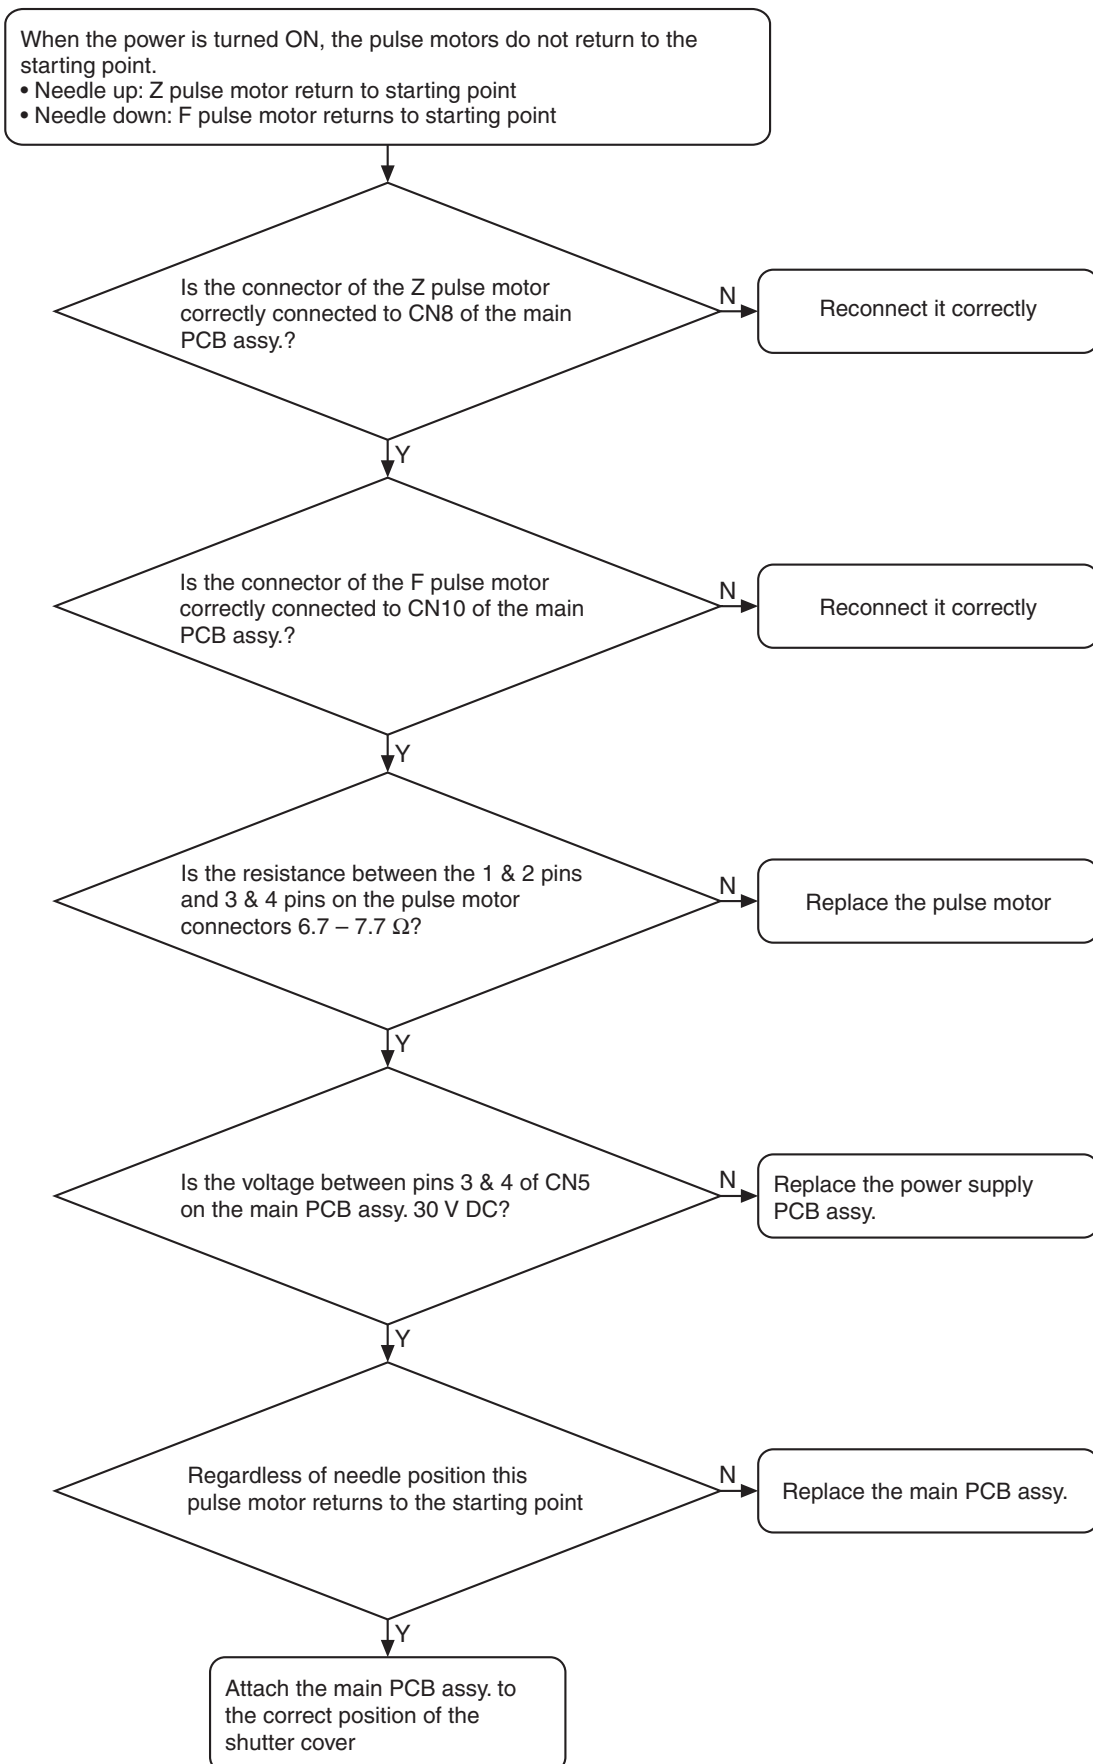 When the power is turned ON, the pulse motors do not return to the
starting point.
• Needle up: Z pulse motor return to starting point
• Needle down: F pulse motor returns to starting point
Is the connector of the Z pulse motor
correctly connected to CN8 of the main
PCB assy.?
N
Reconnect it correctly
Y
Is the connector of the F pulse motor
correctly connected to CN10 of the main
PCB assy.?
N
Reconnect it correctly
Y
Is the resistance between the 1 & 2 pins
and 3 & 4 pins on the pulse motor
connectors 6.7 – 7.7 Ω?
N
Replace the pulse motor
Y
Is the voltage between pins 3 & 4 of CN5
on the main PCB assy. 30 V DC?
N
Replace the power supply
PCB assy.
Y
Regardless of needle position this
pulse motor returns to the starting point
N
Replace the main PCB assy.
Y
Attach the main PCB assy. to
the correct position of the
shutter cover